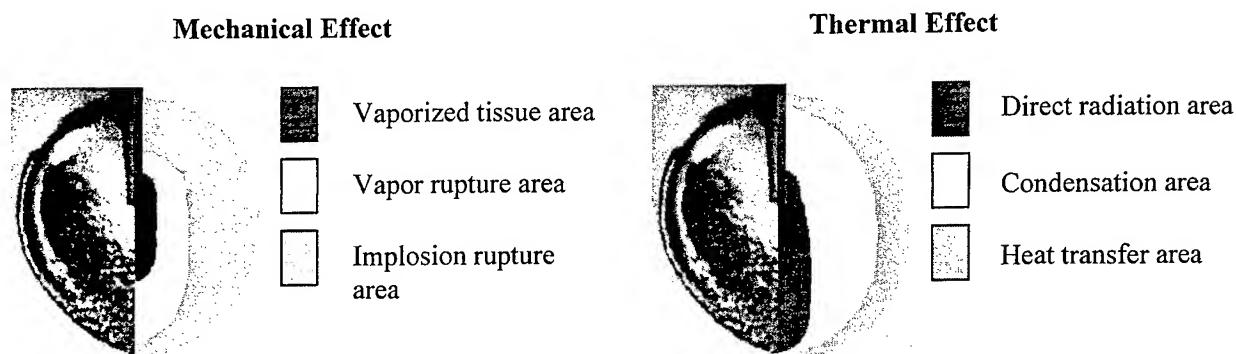 Mechanical Effect
Vaporized tissue area
Vapor rupture area
Implosion rupture
area
Thermal Effect
Direct radiation area
Condensation area
Heat transfer area